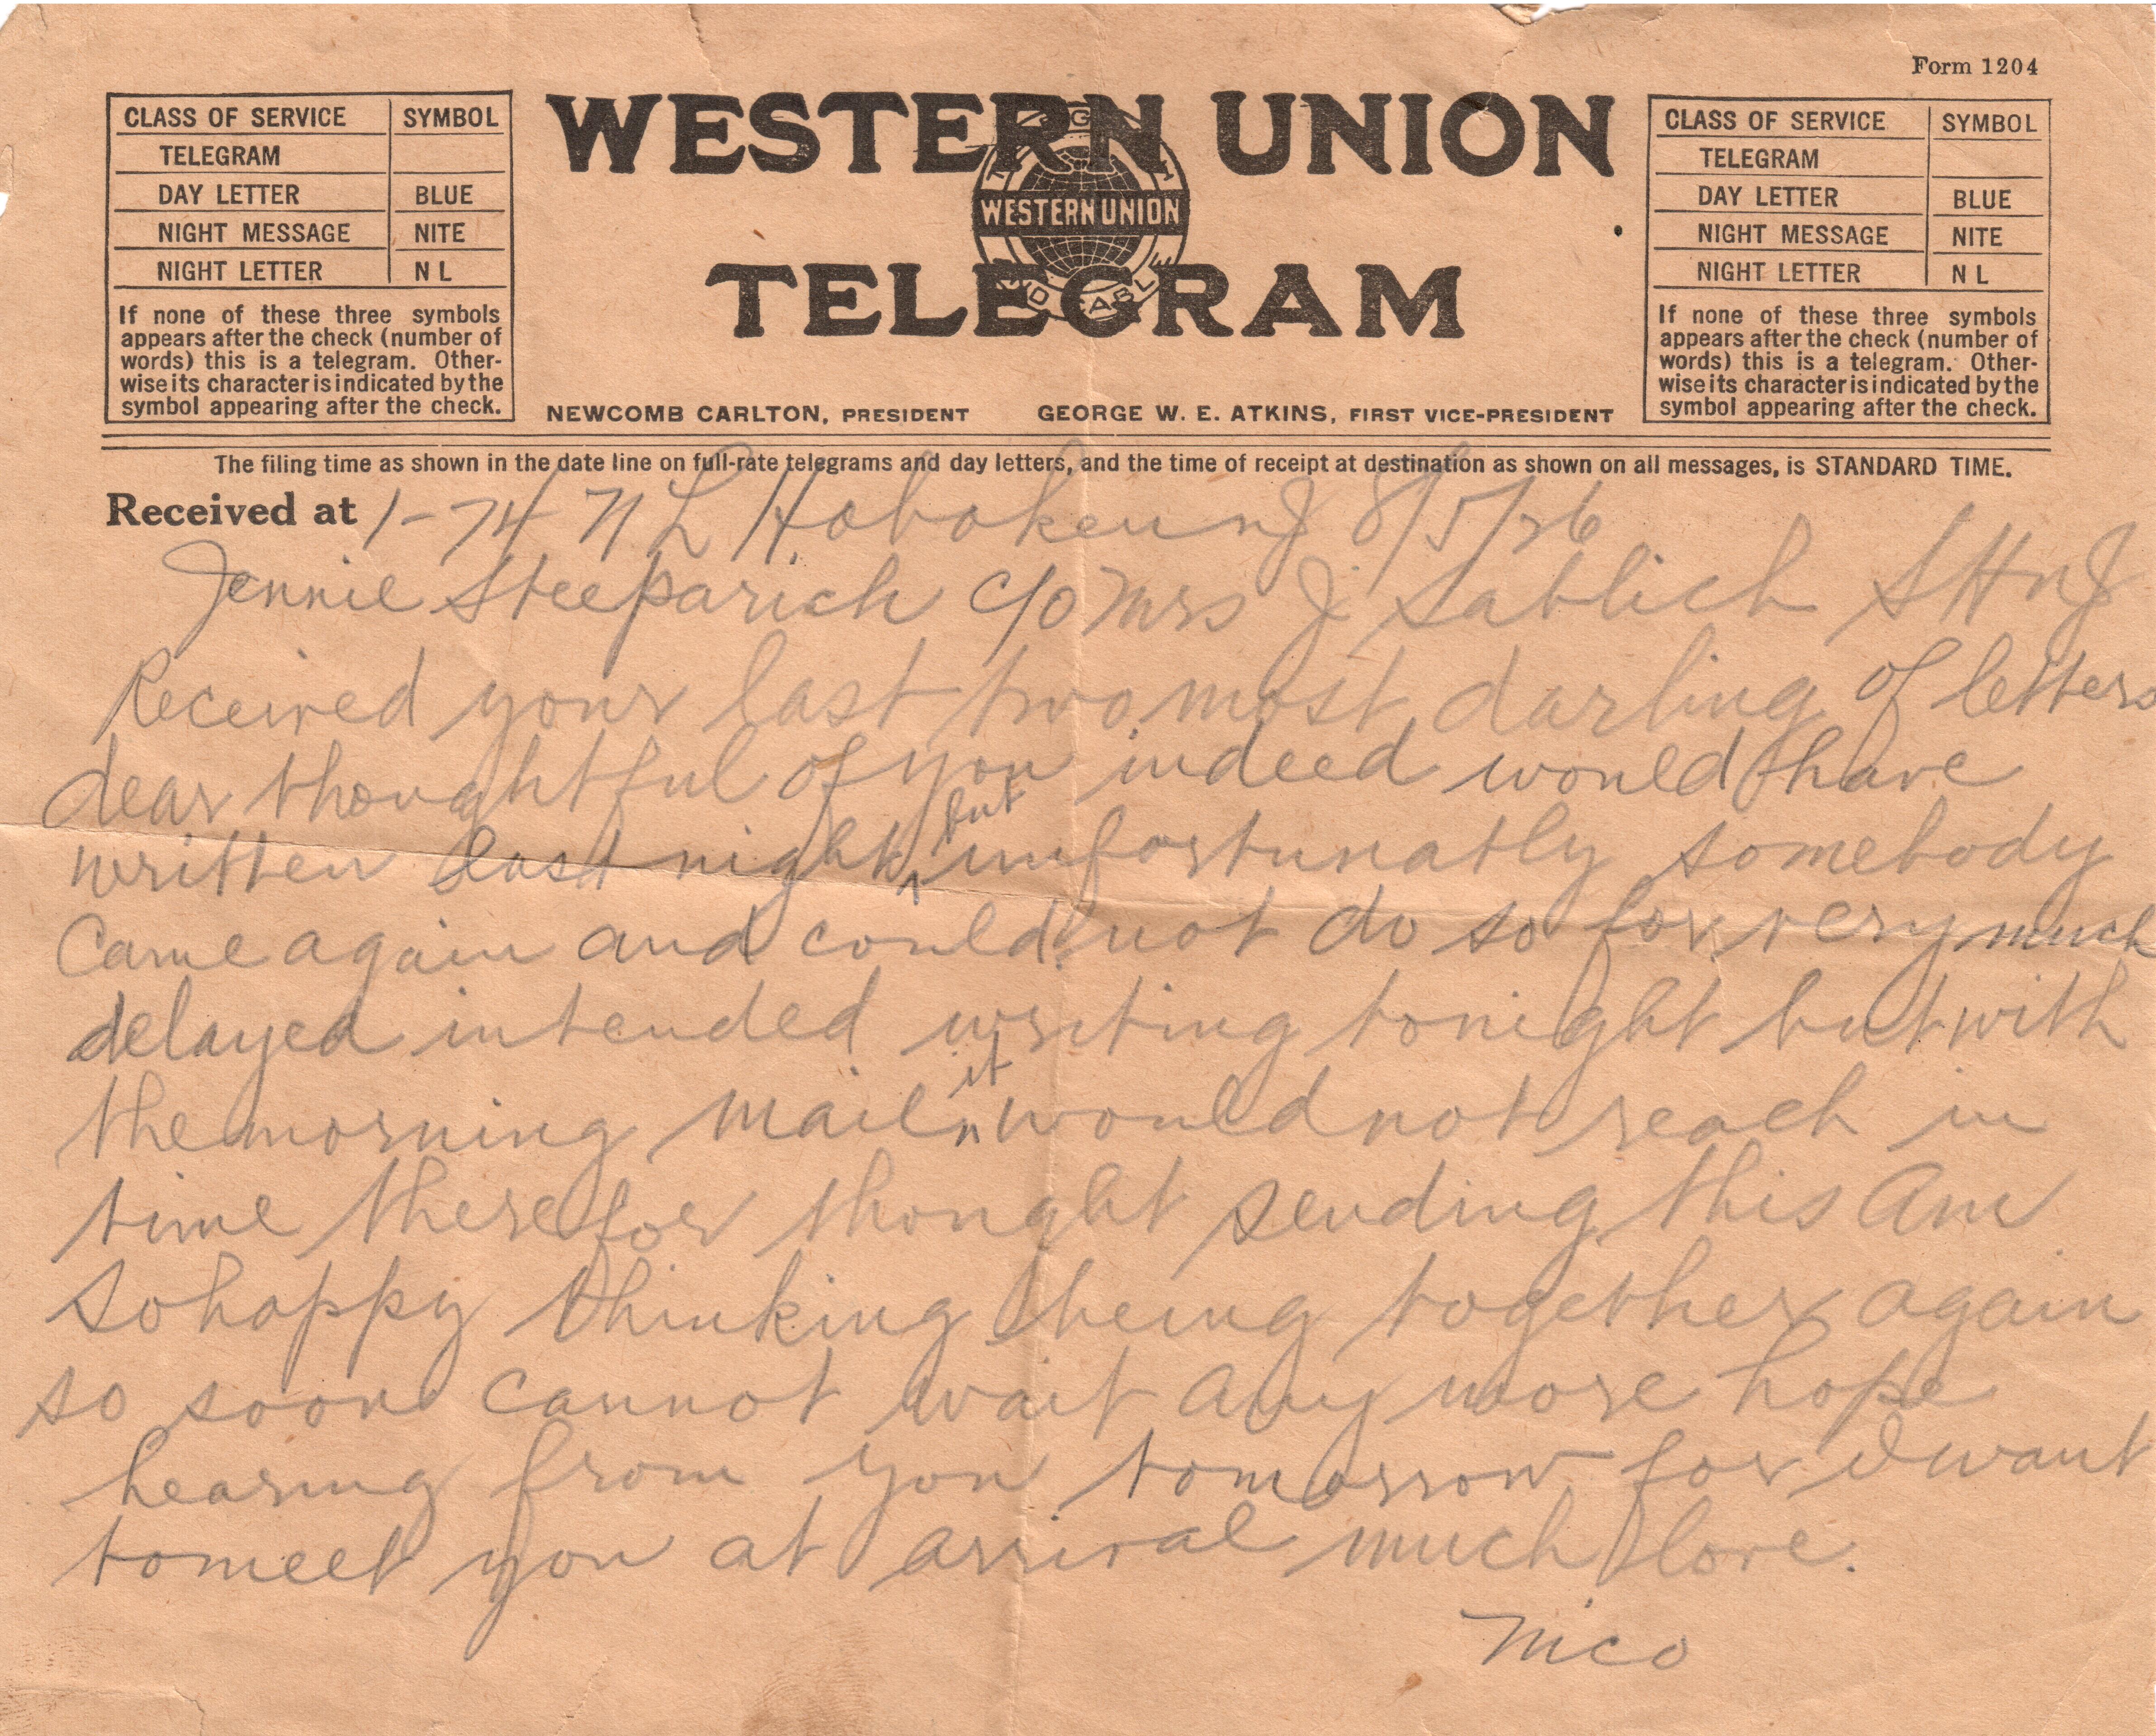 Form 1204
CLASS OF SERVICE SYMBOL
TELEGRAM
DAY LETTER BLUE
NIGHT MESSAGE NITE
NIGHT LETTER N L
If none of these three symbols
appears after the check (number of
words) this is a telegram. Other-
wise its character is indicated by the
symbol appearing after the check.
WESTERN UNION
WESTERN UNION
TELEGRAM
NEWCOMB CARLTON, PRESIDENT GEORGE W. E. ATKINS, FIRST VICE-PRESIDENT
CLASS OF SERVICE SYMBOL
TELEGRAM
DAY LETTER BLUE
NIGHT MESSAGE NITE
NIGHT LETTER N L
If none of these three symbols
appears after the check (number of
words) this is a telegram. Other-
wise its character is indicated by the
symbol appearing after the check.
The filing time as shown in the date line on full-rate telegrams and day letters, and the time of receipt at destination as shown on all messages, is STANDARD TIME.
Received at 1-74 NL Hoboken NJ 8/5/26
Jennie Steeparich c/o Mrs J Sablich SHNJ
Received your last two most darling of letters
dear thoughtful of you indeed would have
written last night but unfortunatly somebody
Came again and could not do so for very much
delayed intended writing tonight but with
the morning mail it would not reach in
time therefor thought sending this Am
So happy thinking being together again
so soon cannot wait any more hope
hearing from you tomorrow for I want
to meet you at arrival much love.
Nico